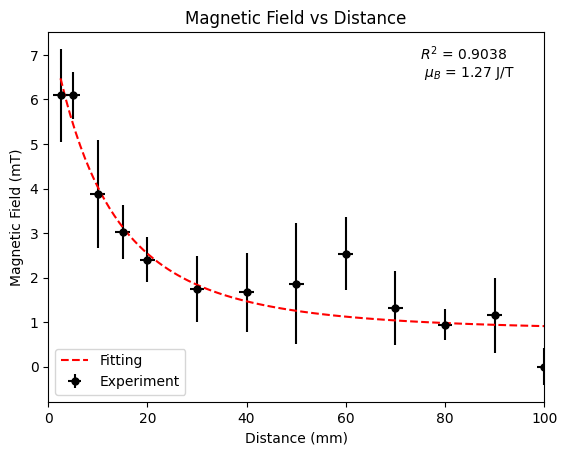 Magnetic Field vs Distance
R² = 0.9038
μ_B = 1.27 J/T
Magnetic Field (mT)
7
6
5
4
3
2
1
0
Fitting
Experiment
0 20 40 60 80 100
Distance (mm)